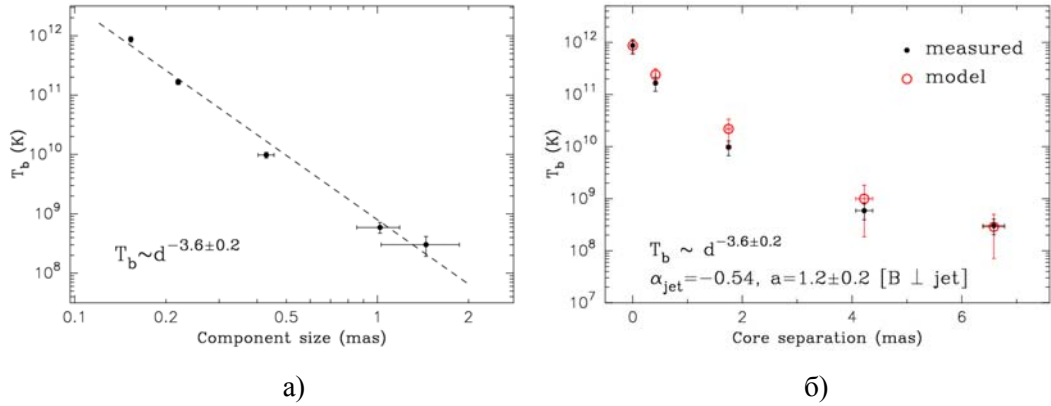 10¹²
10¹¹
10¹⁰
10⁹
10⁸
T_b (K)
T_b~d^−3.6±0.2
0.1
0.2
0.5
1
2
Component size (mas)
а)
10¹²
10¹¹
10¹⁰
10⁹
10⁸
10⁷
T_b (K)
measured
model
T_b ~ d^−3.6±0.2
α_jet=−0.54, a=1.2±0.2 [B ⊥ jet]
0
2
4
6
Core separation (mas)
б)